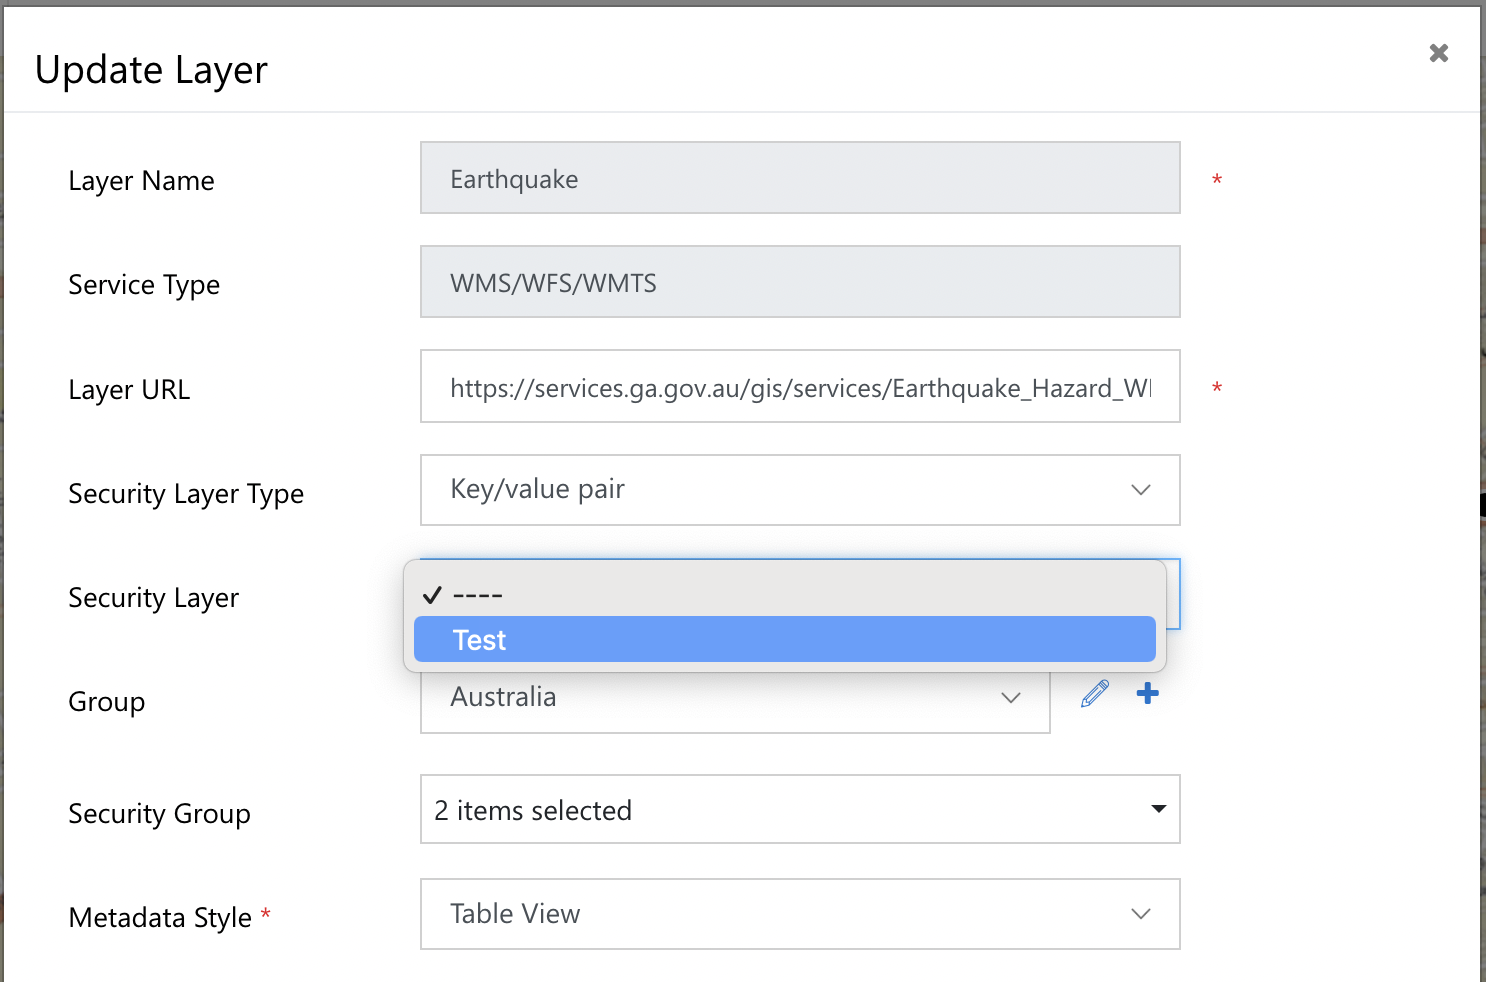 Update Layer
Layer Name
Earthquake
*
Service Type
WMS/WFS/WMTS
Layer URL
https://services.ga.gov.au/gis/services/Earthquake_Hazard_W
*
Security Layer Type
Key/value pair
Security Layer
✓ ----
Test
Group
Australia
Security Group
2 items selected
Metadata Style *
Table View